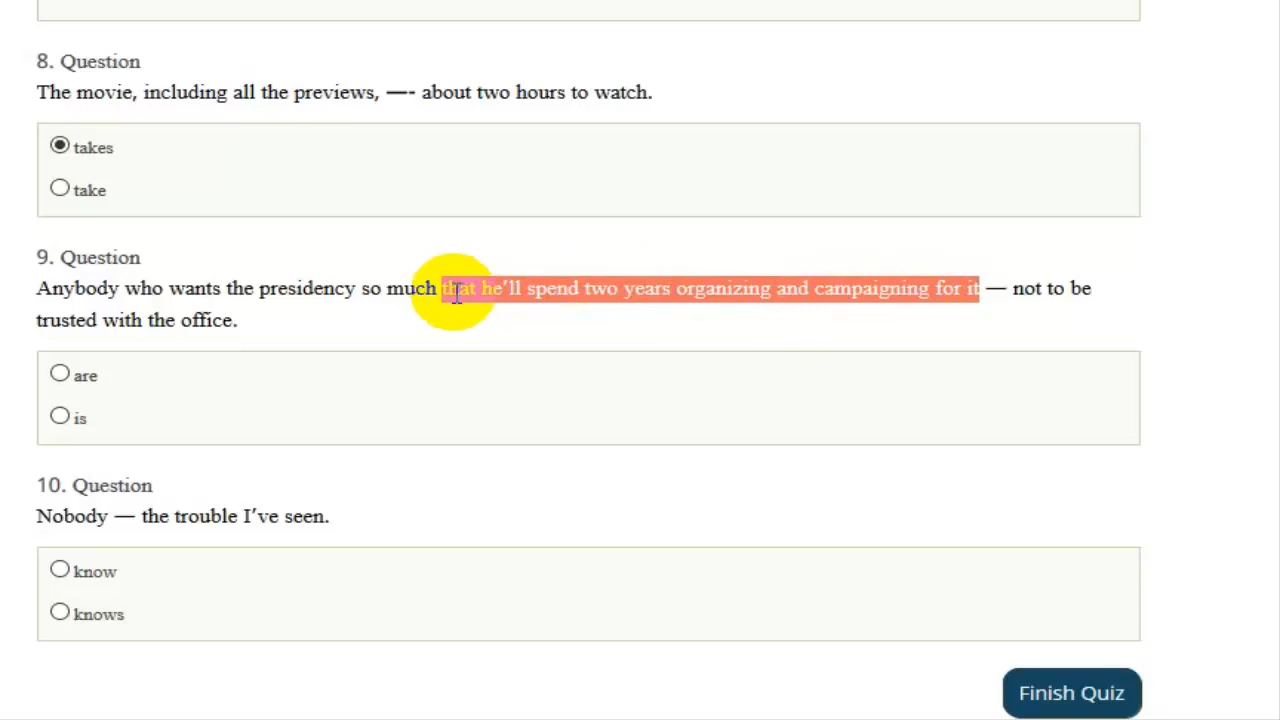 8. Question
The movie, including all the previews, —-- about two hours to watch.
takes
take
9. Question
Anybody who wants the presidency so much that he’ll spend two years organizing and campaigning for it — not to be
trusted with the office.
are
is
10. Question
Nobody — the trouble I’ve seen.
know
knows
Finish Quiz